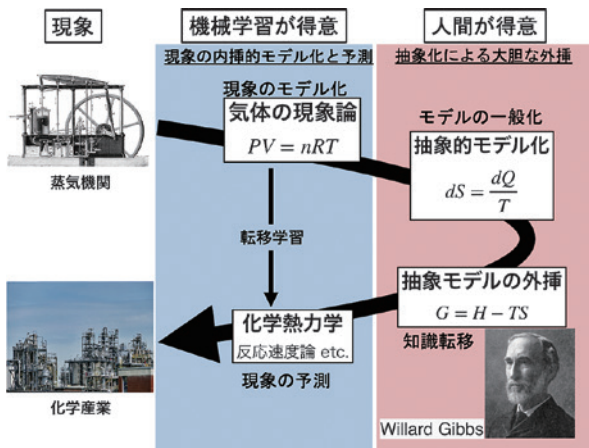 現象
機械学習が得意
人間が得意
現象の内挿的モデル化と予測
抽象化による大胆な外挿
現象のモデル化
気体の現象論
PV = nRT
モデルの一般化
抽象的モデル化
dS = dQ/T
蒸気機関
転移学習
抽象モデルの外挿
G = H − TS
知識転移
化学熱力学
反応速度論 etc.
現象の予測
化学産業
Willard Gibbs